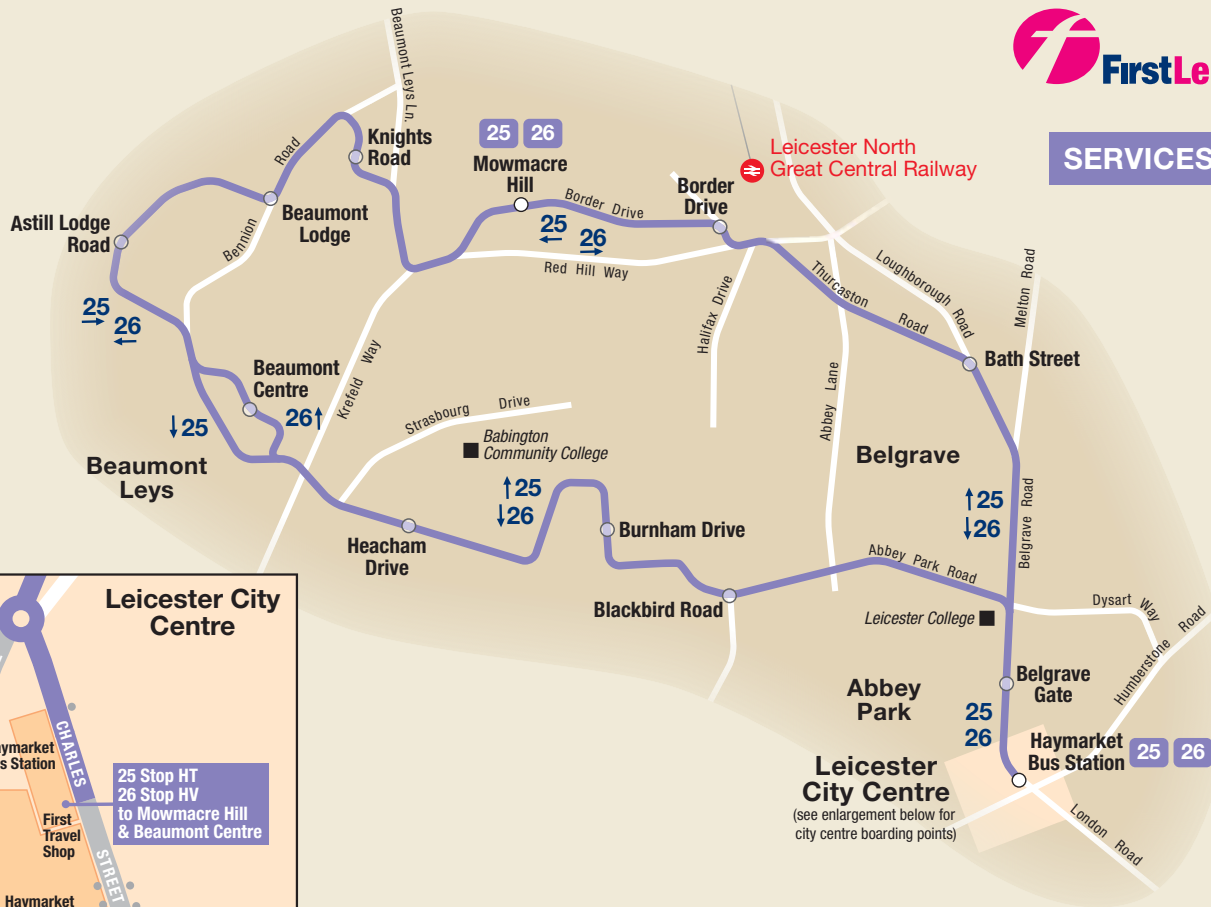 FirstLe
SERVICES
Beaumont Leys Ln.
Knights
Road
25 26
Mowmacre
Hill
Leicester North
Great Central Railway
Border
Drive
Border Drive
25
26
Red Hill Way
Road
Bennion
Beaumont
Lodge
Astill Lodge
Road
25
26
Thurcaston
Road
Loughborough Road
Melton Road
Halifax Drive
Abbey Lane
Bath Street
Beaumont
Centre
Krefeld Way
26
25
Strasbourg Drive
Babington
Community College
Beaumont
Leys
Belgrave
25
26
25
26
Belgrave Road
Heacham
Drive
Burnham Drive
Blackbird Road
Abbey Park Road
Leicester College
Dysart Way
Humberstone Road
Belgrave
Gate
Abbey
Park
25
26
Haymarket
Bus Station
25 26
Leicester
City Centre
(see enlargement below for
city centre boarding points)
London Road
Leicester City
Centre
CHARLES
STREET
aymarket
s Station
25 Stop HT
26 Stop HV
to Mowmacre Hill
& Beaumont Centre
First
Travel
Shop
Haymarket